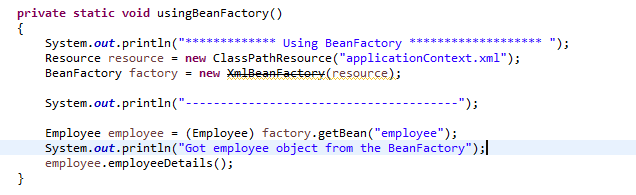 private static void usingBeanFactory()
{
System.out.println("************* Using BeanFactory ******************* ");
Resource resource = new ClassPathResource("applicationContext.xml");
BeanFactory factory = new XmlBeanFactory(resource);
System.out.println("---------------------------------------");
Employee employee = (Employee) factory.getBean("employee");
System.out.println("Got employee object from the BeanFactory");
employee.employeeDetails();
}